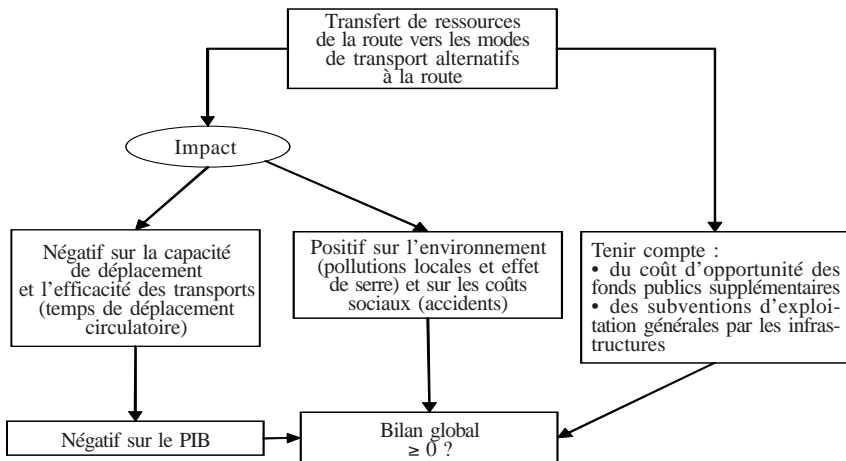 Transfert de ressources
de la route vers les modes
de transport alternatifs
à la route
Impact
Négatif sur la capacité
de déplacement
et l'efficacité des transports
(temps de déplacement
circulatoire)
Positif sur l'environnement
(pollutions locales et effet
de serre) et sur les coûts
sociaux (accidents)
Tenir compte :
• du coût d'opportunité des
fonds publics supplémentaires
• des subventions d'exploi-
tation générales par les infras-
tructures
Négatif sur le PIB
Bilan global
≥ 0 ?